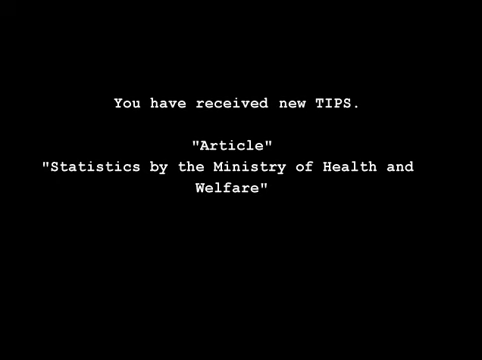 You have received new TIPS.
"Article"
"Statistics by the Ministry of Health and
Welfare"